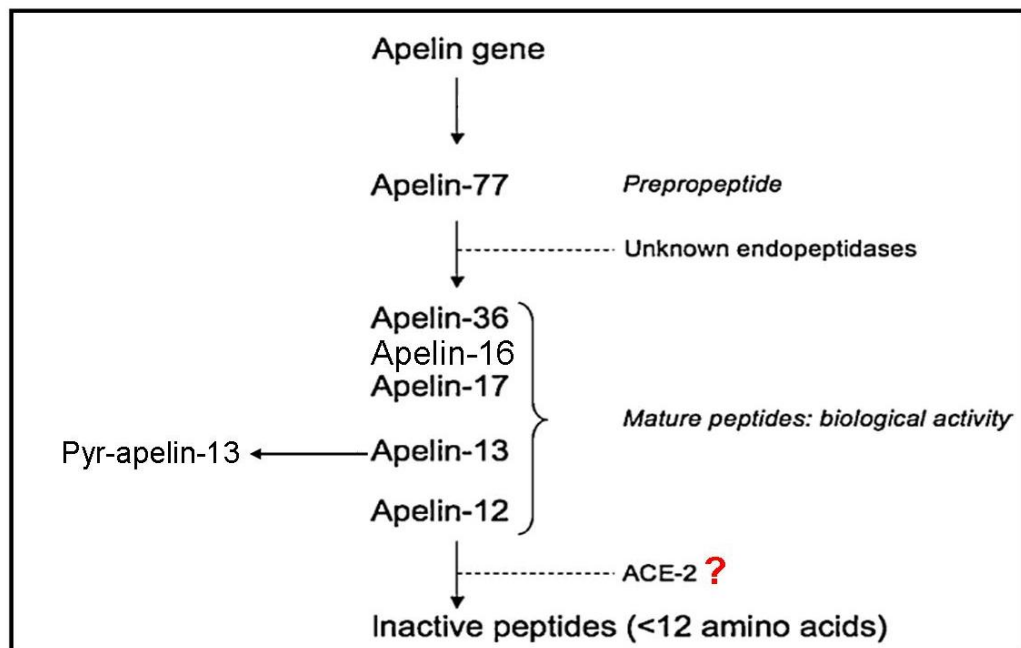 Apelin gene
Apelin-77 Prepropeptide
Unknown endopeptidases
Apelin-36
Apelin-16
Apelin-17
Mature peptides: biological activity
Pyr-apelin-13 Apelin-13
Apelin-12
ACE-2 ?
Inactive peptides (<12 amino acids)